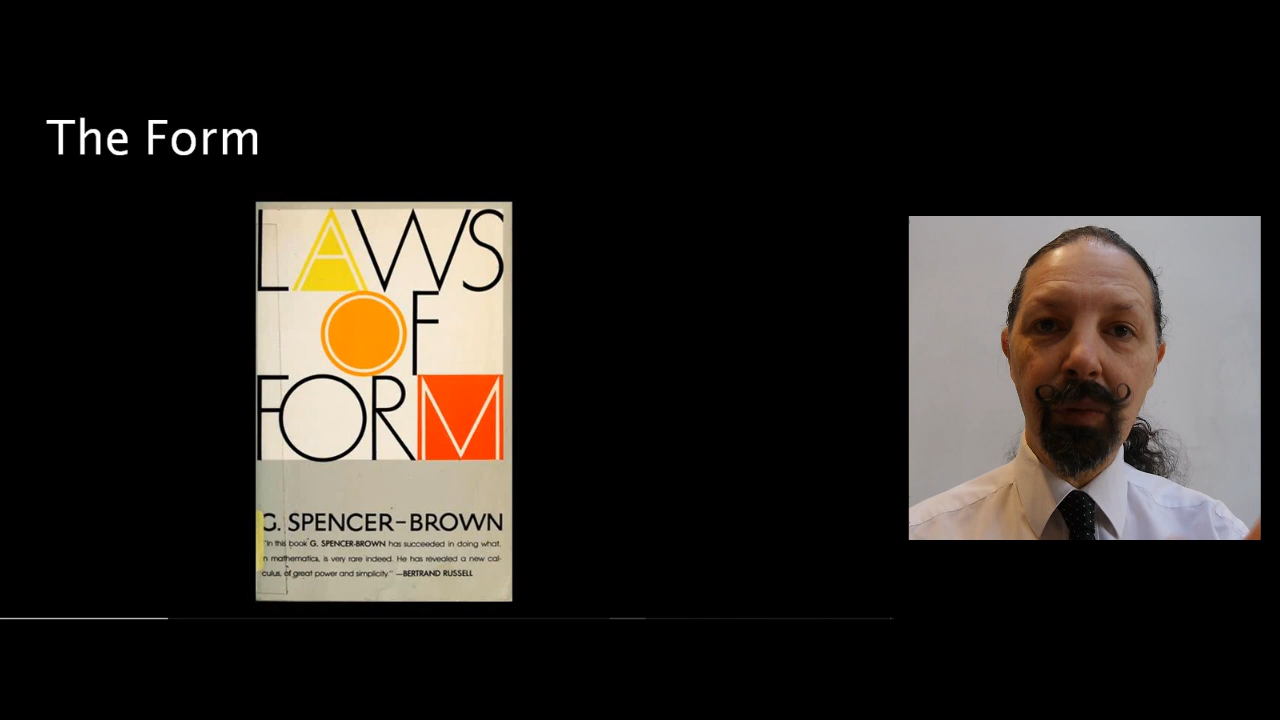 The Form
LAWS
OF
FORM
G. SPENCER-BROWN
"In this book G. SPENCER-BROWN has succeeded in doing what,
in mathematics, is very rare indeed. He has revealed a new cal-
culus, of great power and simplicity." —BERTRAND RUSSELL